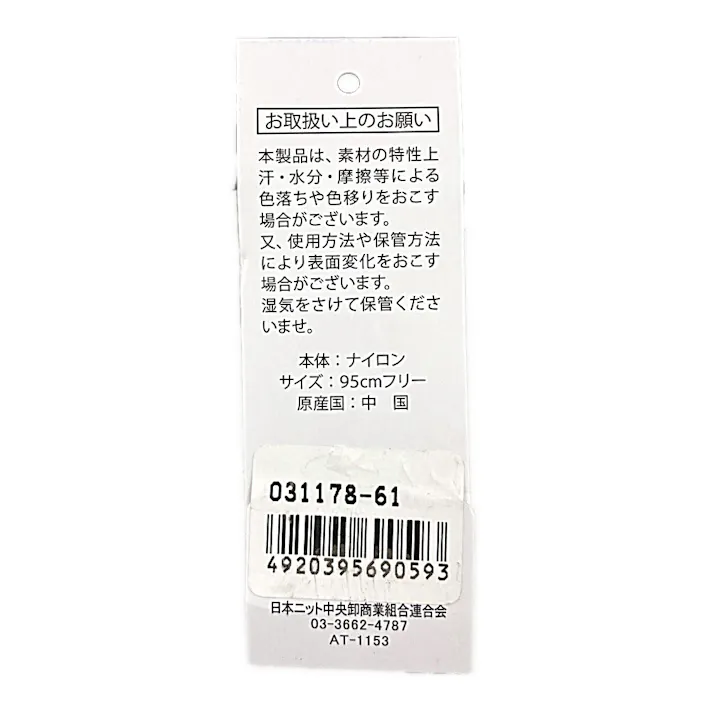 お取扱い上のお願い
本製品は、素材の特性上
汗・水分・摩擦等による
色落ちや色移りをおこす
場合がございます。
又、使用方法や保管方法
により表面変化をおこす
場合がございます。
湿気をさけて保管くださ
いませ。
本体：ナイロン
サイズ：95cmフリー
原産国：中　国
031178-61
4920395690593
日本ニット中央卸商業組合連合会
03-3662-4787
AT-1153